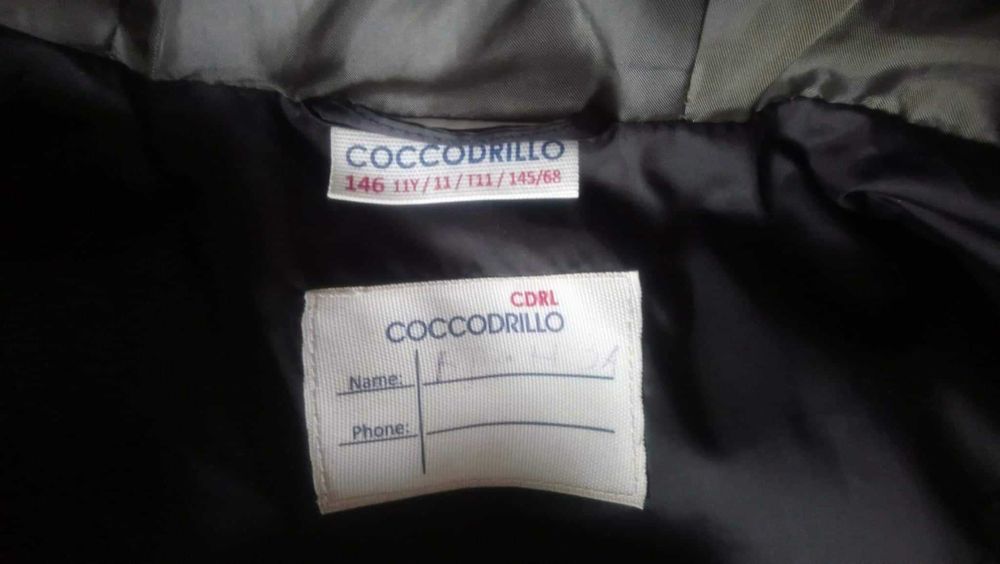 COCCODRILLO
146 11Y / 11 / T11 / 145/68
CDRL
COCCODRILLO
Name:
Phone: